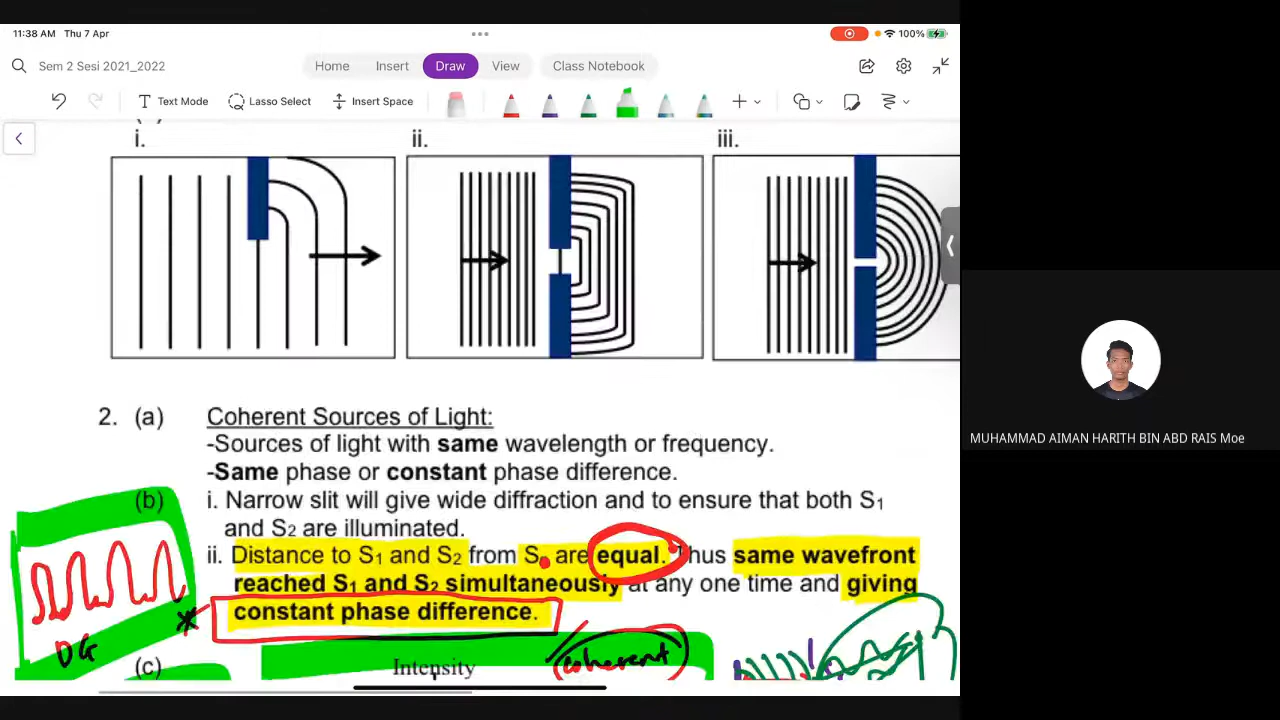 11:38 AM Thu 7 Apr
100%
Sem 2 Sesi 2021_2022
Home Insert Draw View Class Notebook
Text Mode Lasso Select Insert Space
i. ii. iii.
2. (a) Coherent Sources of Light:
-Sources of light with same wavelength or frequency.
-Same phase or constant phase difference.
(b) i. Narrow slit will give wide diffraction and to ensure that both S1
and S2 are illuminated.
ii. Distance to S1 and S2 from S are equal. Thus same wavefront
reached S1 and S2 simultaneously at any one time and giving
constant phase difference.
DG
(c) Intensity
coherent
MUHAMMAD AIMAN HARITH BIN ABD RAIS Moe